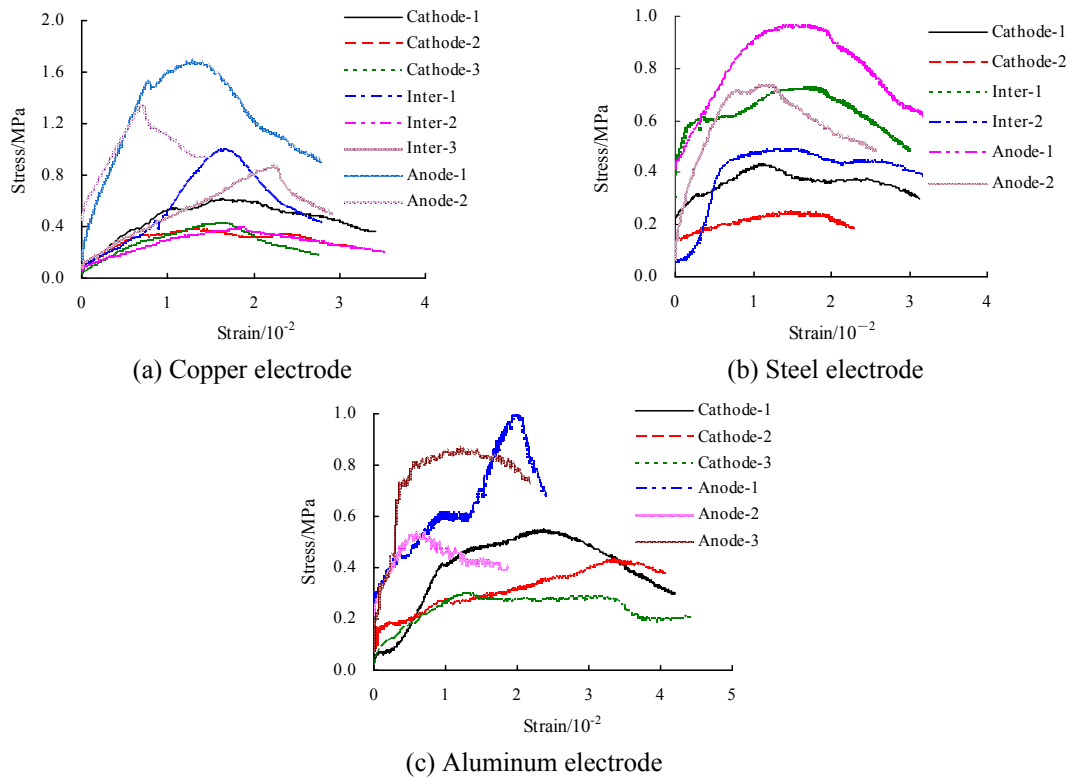 2.0
1.6
1.2
0.8
0.4
0.0
Stress/MPa
0
1
2
3
4
Strain/10-2
Cathode-1
Cathode-2
Cathode-3
Inter-1
Inter-2
Inter-3
Anode-1
Anode-2
(a) Copper electrode
1.0
0.8
0.6
0.4
0.2
0.0
Stress/MPa
0
1
2
3
4
Strain/10−2
Cathode-1
Cathode-2
Inter-1
Inter-2
Anode-1
Anode-2
(b) Steel electrode
1.0
0.8
0.6
0.4
0.2
0.0
Stress/MPa
0
1
2
3
4
5
Strain/10-2
Cathode-1
Cathode-2
Cathode-3
Anode-1
Anode-2
Anode-3
(c) Aluminum electrode